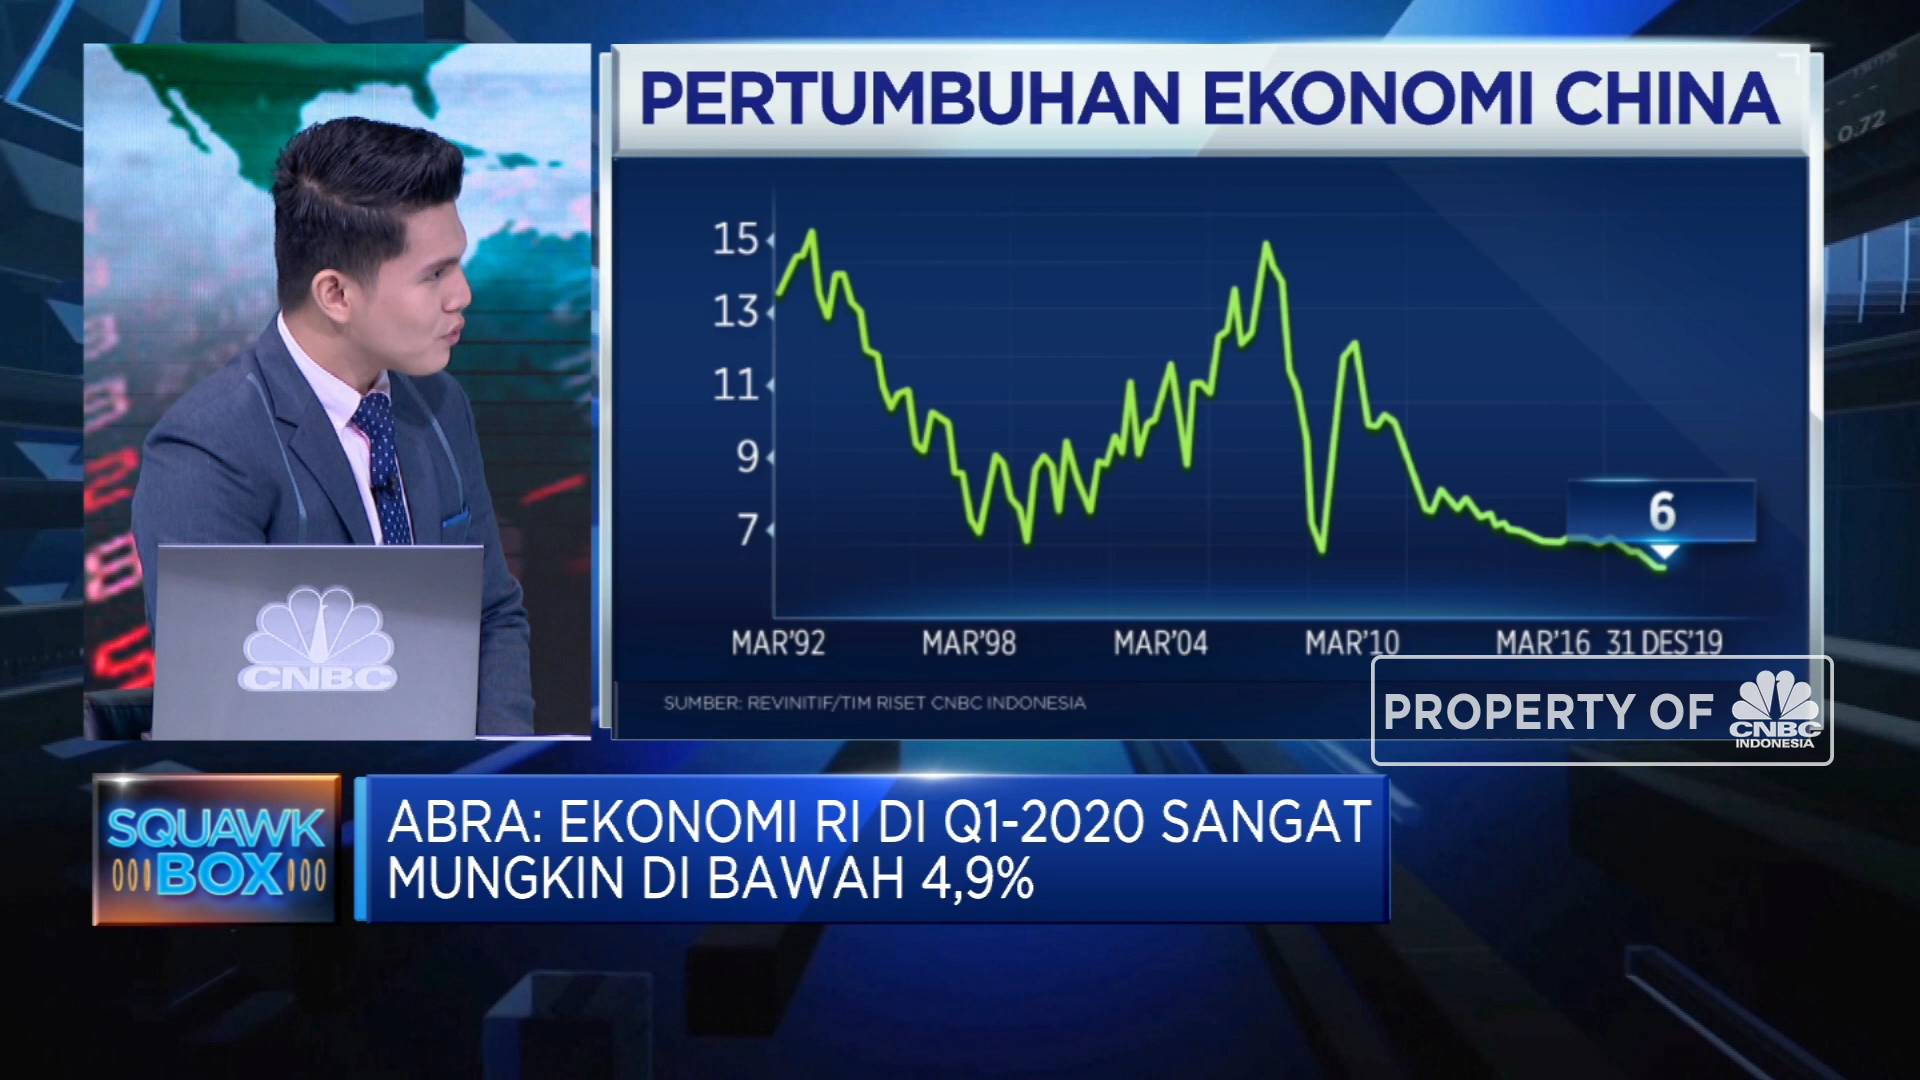 PERTUMBUHAN EKONOMI CHINA
0.72
15
13
11
9
7
6
MAR'92 MAR'98 MAR'04 MAR'10 MAR'16 31 DES'19
SUMBER: REVINITIF/TIM RISET CNBC INDONESIA
PROPERTY OF CNBC INDONESIA
CNBC
SQUAWK
BOX
ABRA: EKONOMI RI DI Q1-2020 SANGAT
MUNGKIN DI BAWAH 4,9%